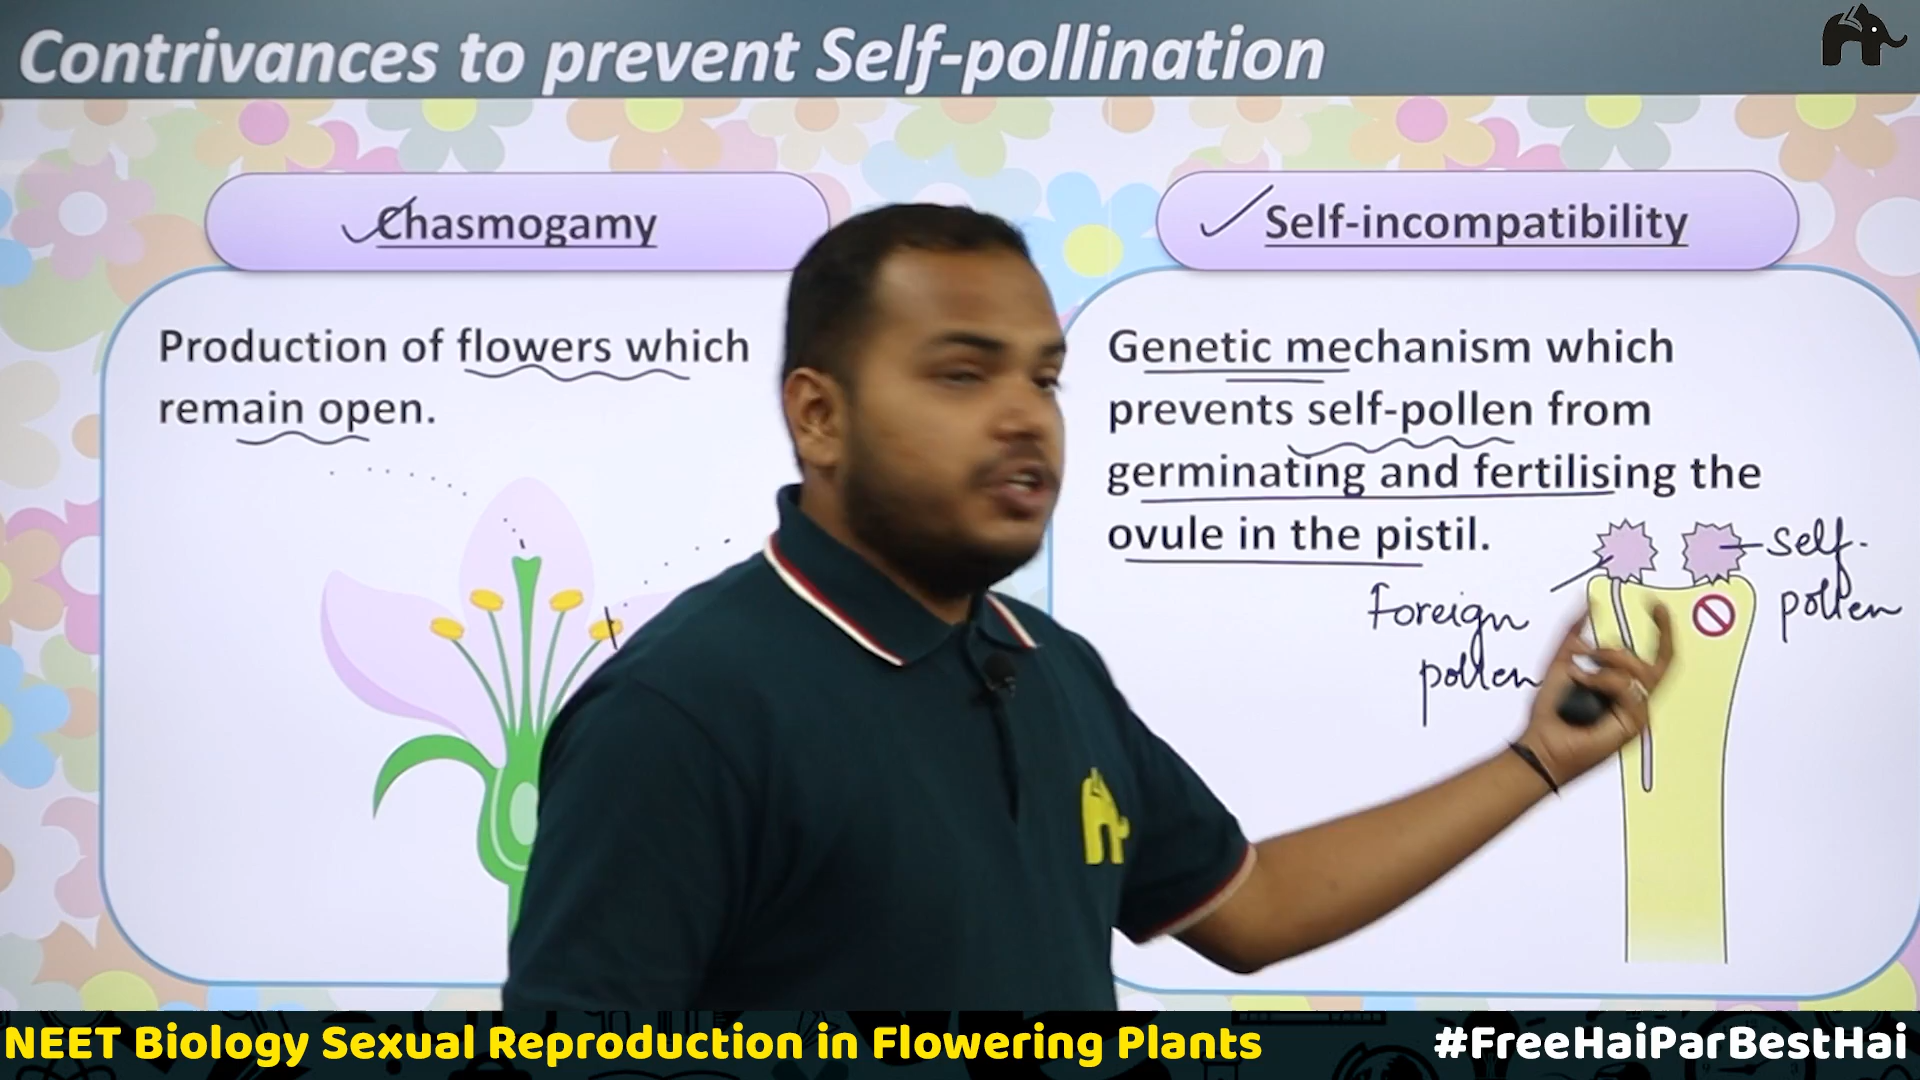 Contrivances to prevent Self-pollination
Chasmogamy
Production of flowers which
remain open.
Self-incompatibility
Genetic mechanism which
prevents self-pollen from
germinating and fertilising the
ovule in the pistil.
Foreign
pollen
self-
pollen
NEET Biology Sexual Reproduction in Flowering Plants
#FreeHaiParBestHai